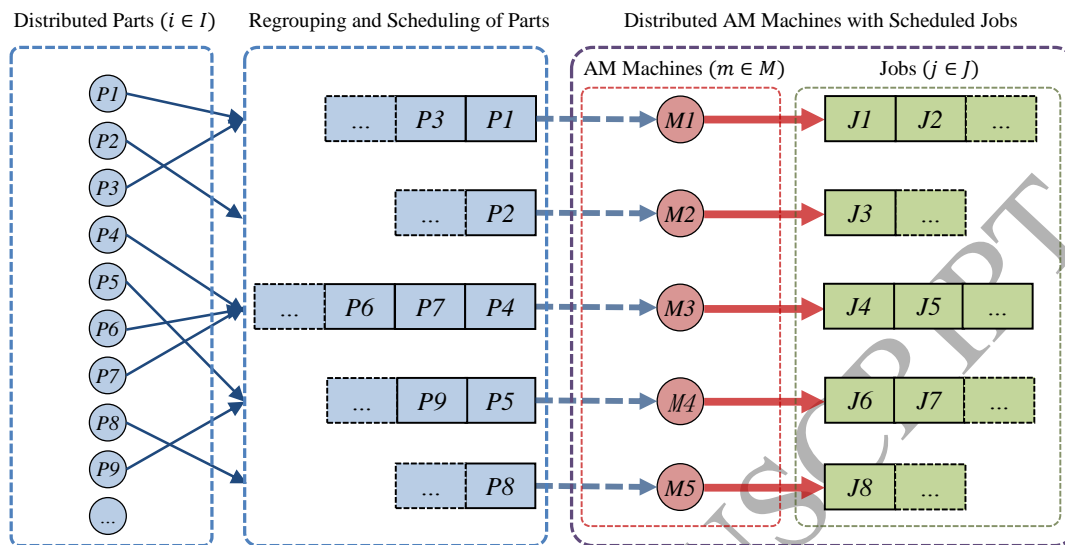 Distributed Parts (i ∈ I)
Regrouping and Scheduling of Parts
Distributed AM Machines with Scheduled Jobs
AM Machines (m ∈ M)
Jobs (j ∈ J)
P1
P2
P3
P4
P5
P6
P7
P8
P9
...
... P3 P1
... P2
... P6 P7 P4
... P9 P5
... P8
M1
M2
M3
M4
M5
J1 J2 ...
J3 ...
J4 J5 ...
J6 J7 ...
J8 ...
USCRIPT